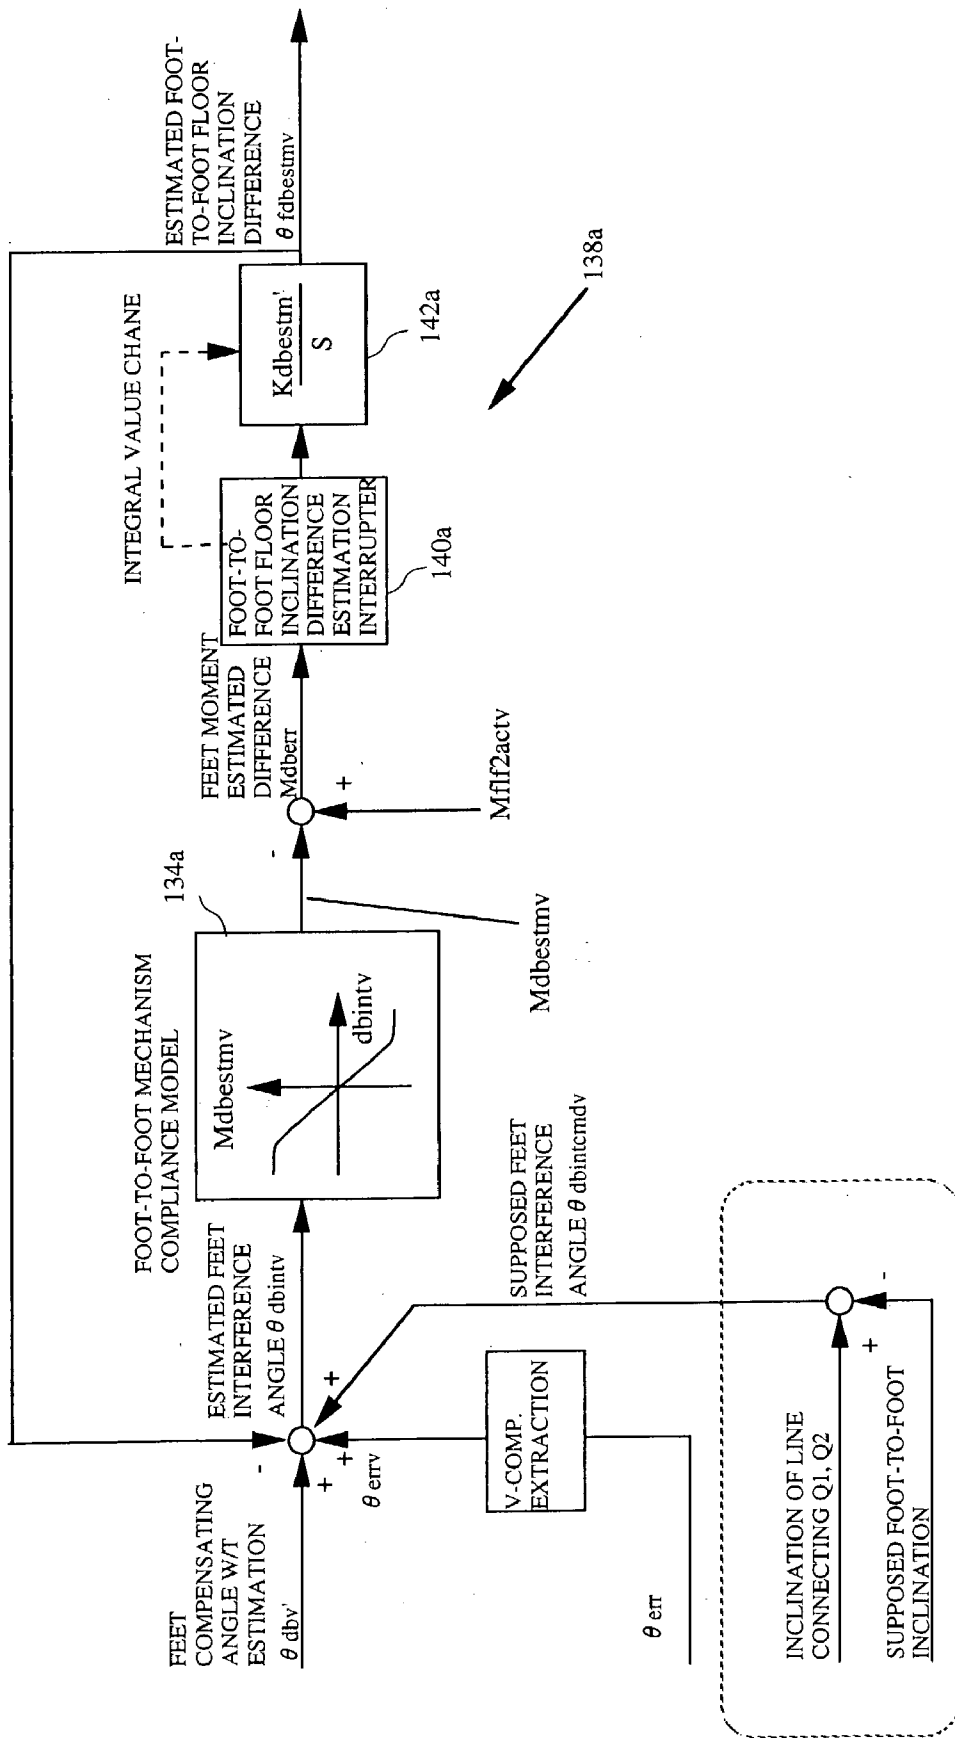 FEET
COMPENSATING
ANGLE W/T
ESTIMATION
θ dbv'
-
+
+
+
θ errv
V-COMP.
EXTRACTION
θ err
ESTIMATED FEET
INTERFERENCE
ANGLE θ dbintv
SUPPOSED FEET
INTERFERENCE
ANGLE θ dbintcmdv
INCLINATION OF LINE
CONNECTING Q1, Q2
+
-
SUPPOSED FOOT-TO-FOOT
INCLINATION
FOOT-TO-FOOT MECHANISM
COMPLIANCE MODEL
134a
Mdbestmv
dbintv
Mdbestmv
-
+
Mflf2actv
FEET MOMENT
ESTIMATED
DIFFERENCE
Mdberr
FOOT-TO-
FOOT FLOOR
INCLINATION
DIFFERENCE
ESTIMATION
INTERRUPTER
140a
INTEGRAL VALUE CHANE
Kdbestm'
S
142a
ESTIMATED FOOT-
TO-FOOT FLOOR
INCLINATION
DIFFERENCE
θ fdbestmv
138a